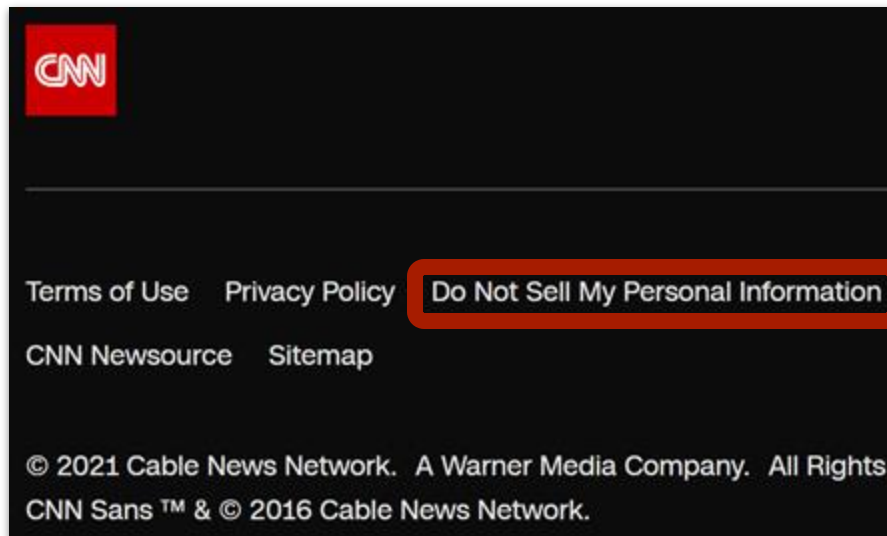 CNN
Terms of Use Privacy Policy Do Not Sell My Personal Information
CNN Newsource Sitemap
© 2021 Cable News Network. A Warner Media Company. All Rights
CNN Sans ™ & © 2016 Cable News Network.